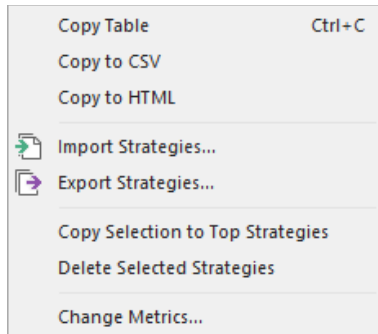 Copy Table Ctrl+C
Copy to CSV
Copy to HTML
Import Strategies...
Export Strategies...
Copy Selection to Top Strategies
Delete Selected Strategies
Change Metrics...